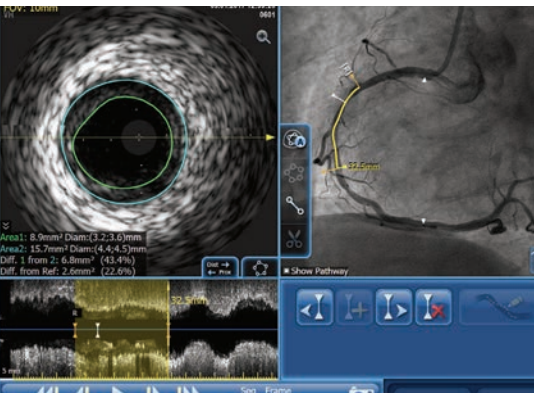 FOV: 10mm
0601
Area1: 8.9mm² Diam:(3.2;3.6)mm
Area2: 15.7mm² Diam:(4.4;4.5)mm
Diff. 1 from 2: 6.8mm² (43.4%)
Diff. from Ref: 2.6mm² (22.6%)
Dist →
← Prox
A
R
32.5mm
Show Pathway
32.5mm
R
5 mm
Seg Frame